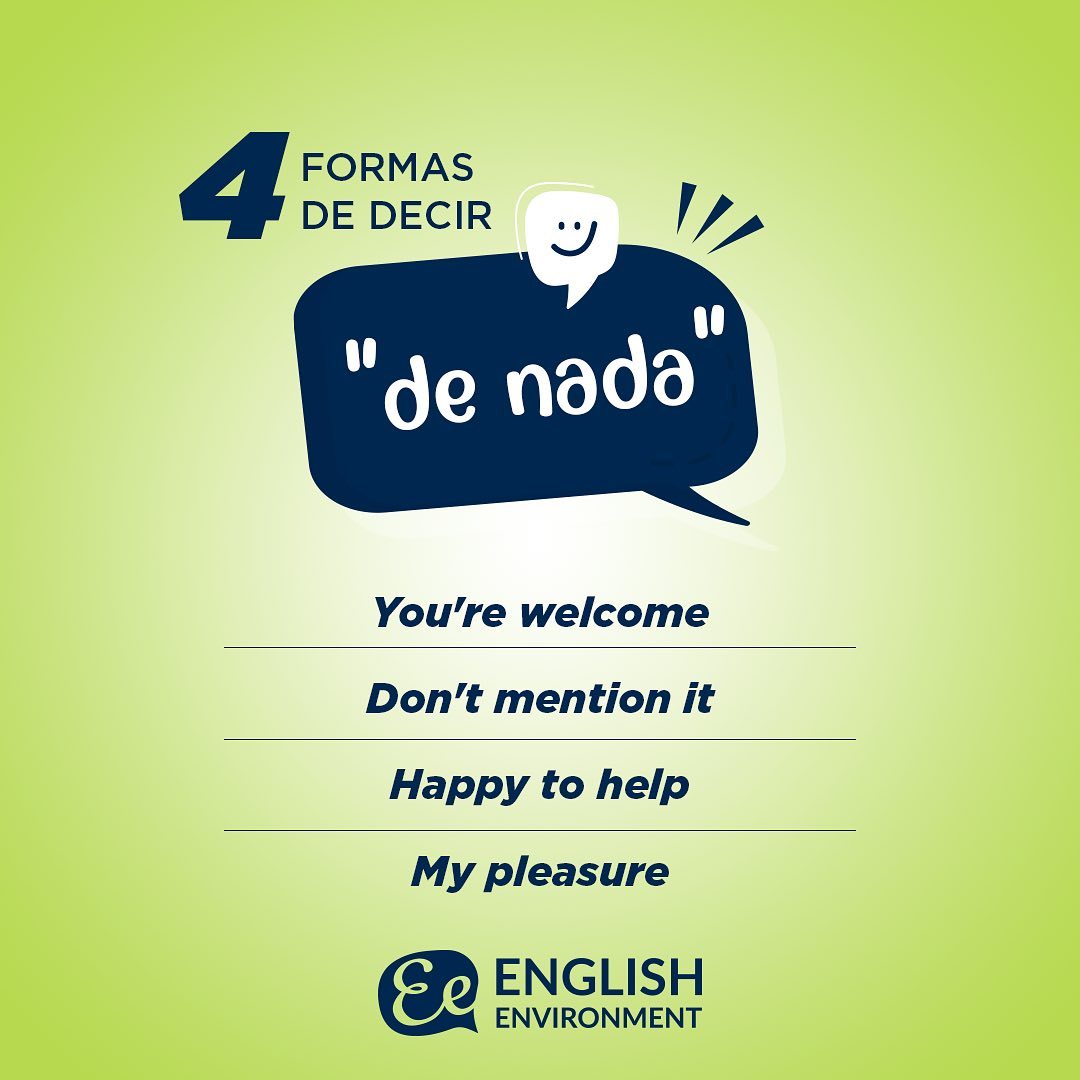 4 FORMAS
DE DECIR
"de nada"
You're welcome
Don't mention it
Happy to help
My pleasure
Ee ENGLISH
ENVIRONMENT